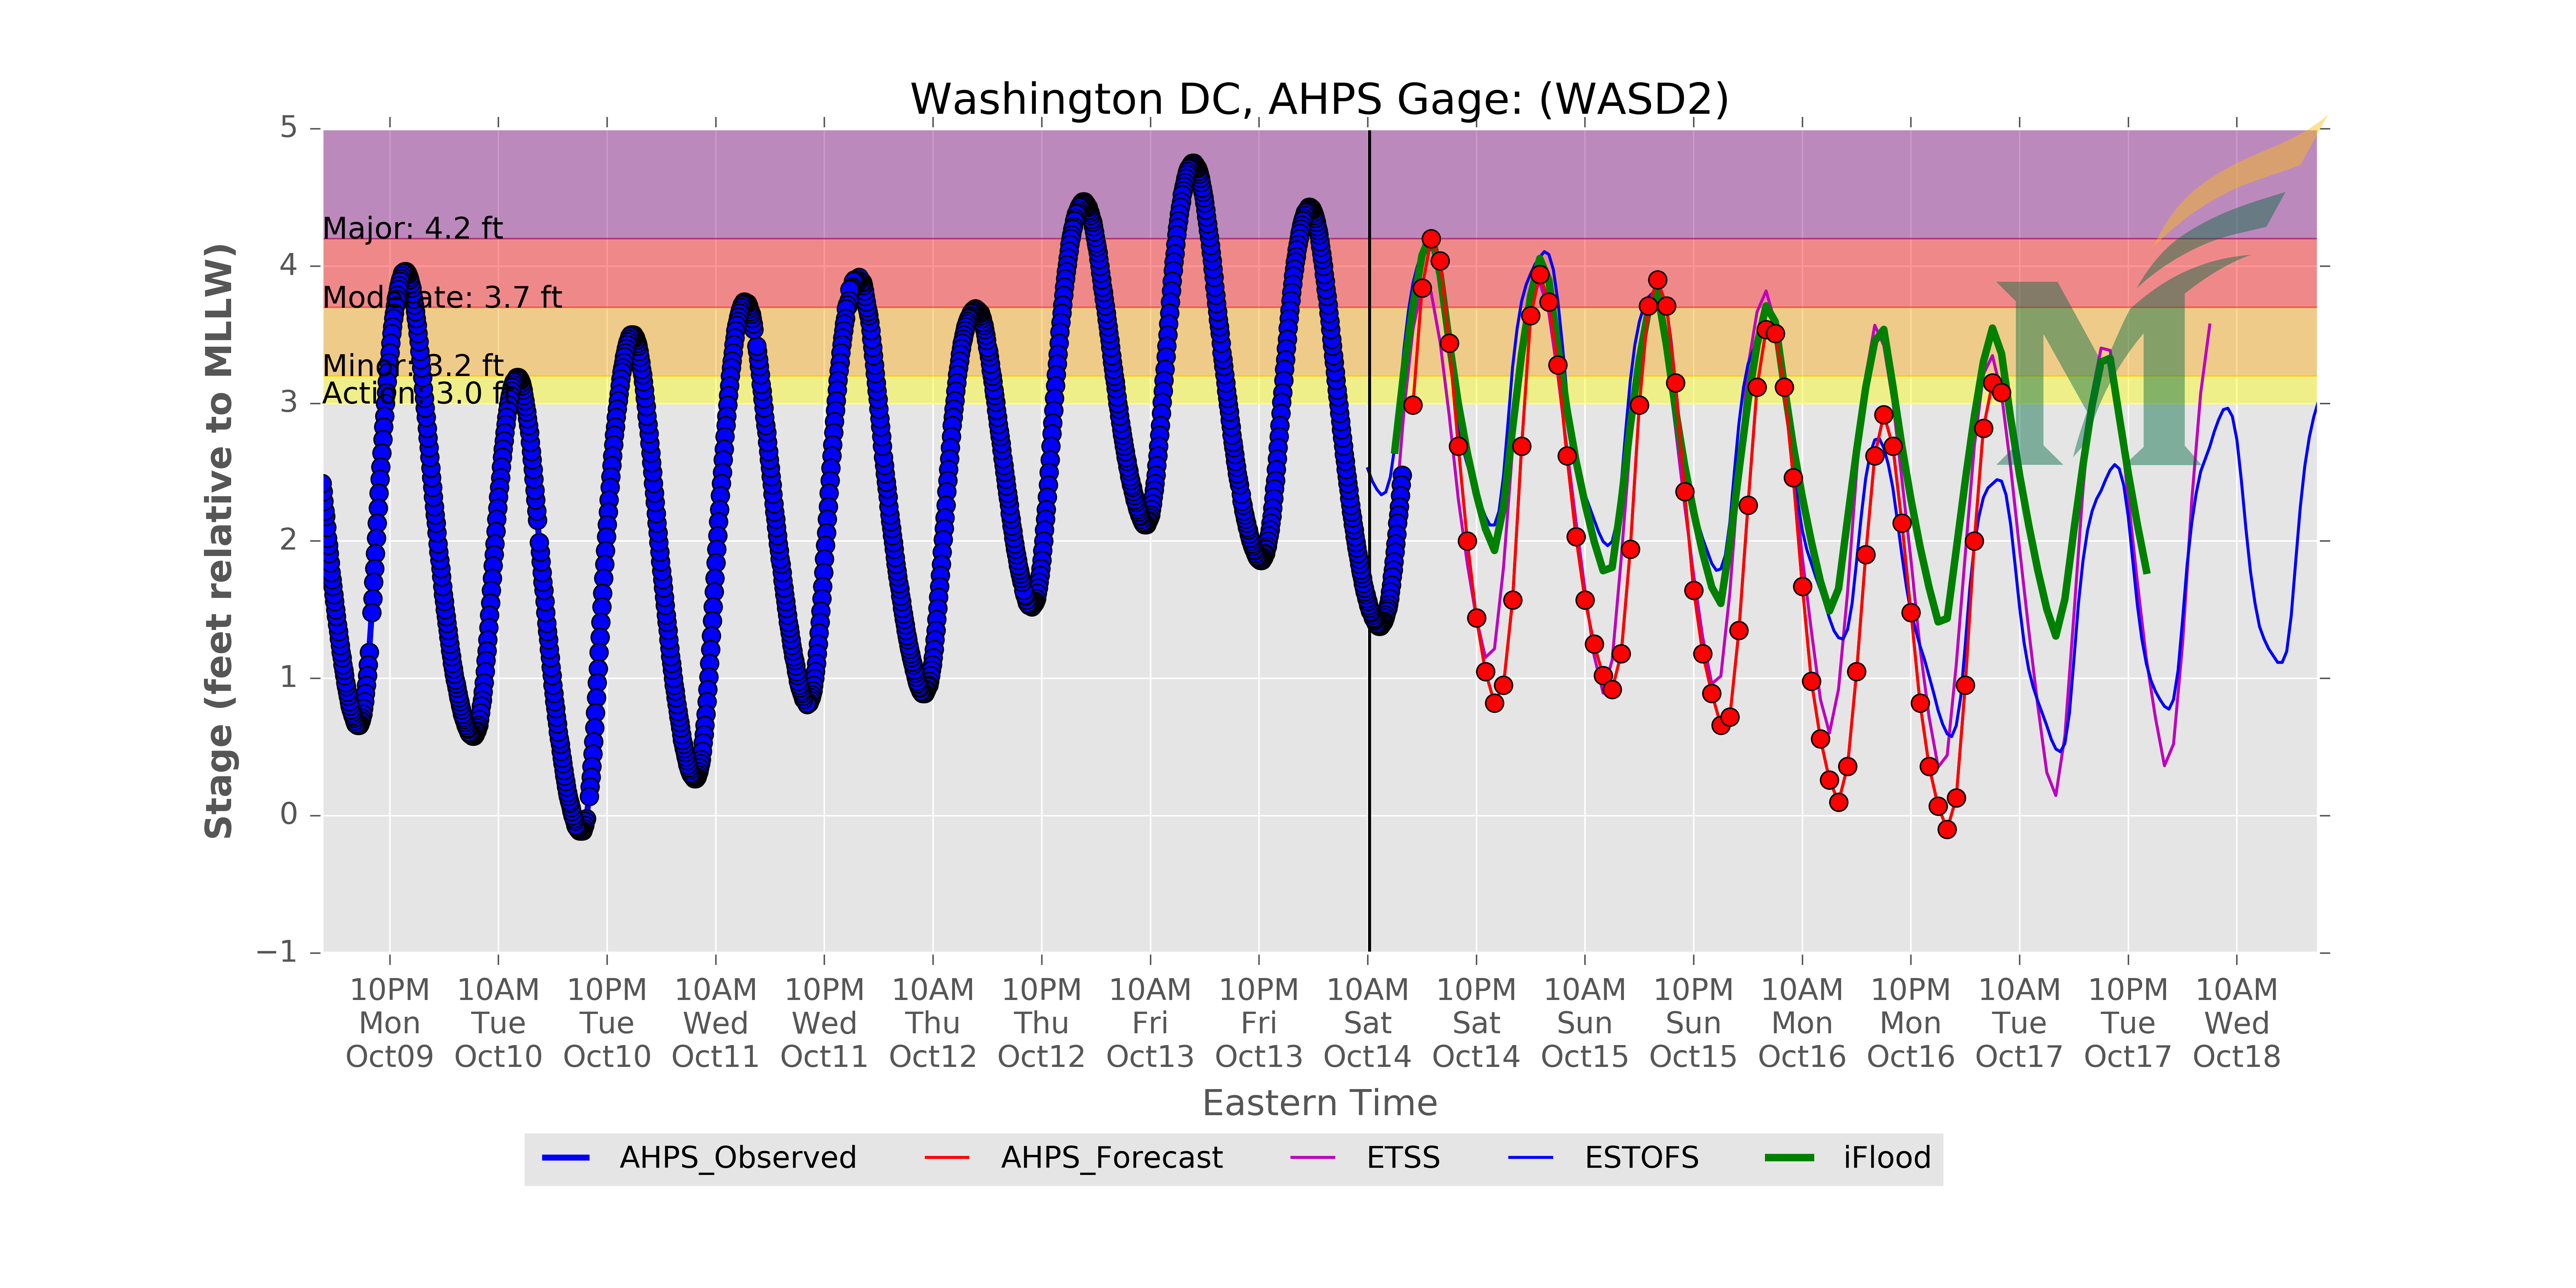 Washington DC, AHPS Gage: (WASD2)
5
4
3
2
1
0
−1
Stage (feet relative to MLLW)
Major: 4.2 ft
Moderate: 3.7 ft
Minor: 3.2 ft
Action: 3.0 ft
10PM 10AM 10PM 10AM 10PM 10AM 10PM 10AM 10PM 10AM 10PM 10AM 10PM 10AM 10PM 10AM 10PM 10AM
Mon Tue Tue Wed Wed Thu Thu Fri Fri Sat Sat Sun Sun Mon Mon Tue Tue Wed
Oct09 Oct10 Oct10 Oct11 Oct11 Oct12 Oct12 Oct13 Oct13 Oct14 Oct14 Oct15 Oct15 Oct16 Oct16 Oct17 Oct17 Oct18
Eastern Time
AHPS_Observed AHPS_Forecast ETSS ESTOFS iFlood